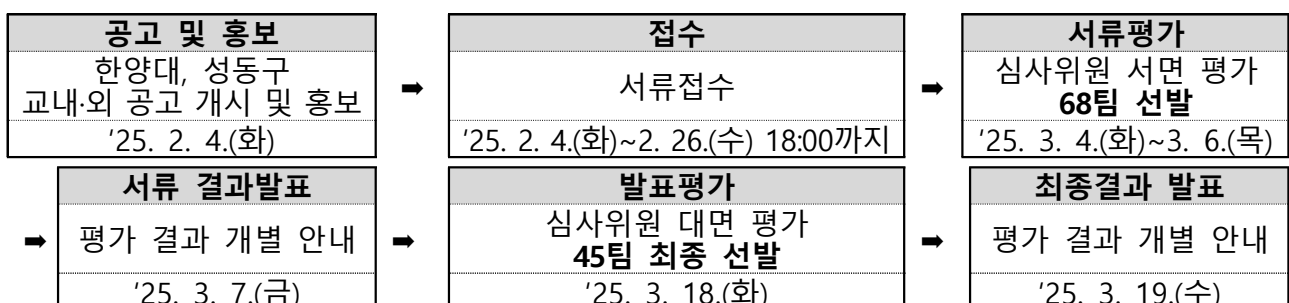 공고 및 홍보
한양대, 성동구
교내·외 공고 개시 및 홍보
'25. 2. 4.(화)
➡
접수
서류접수
'25. 2. 4.(화)~2. 26.(수) 18:00까지
➡
서류평가
심사위원 서면 평가
68팀 선발
'25. 3. 4.(화)~3. 6.(목)
➡
서류 결과발표
평가 결과 개별 안내
'25. 3. 7.(금)
➡
발표평가
심사위원 대면 평가
45팀 최종 선발
'25. 3. 18.(화)
➡
최종결과 발표
평가 결과 개별 안내
'25. 3. 19.(수)